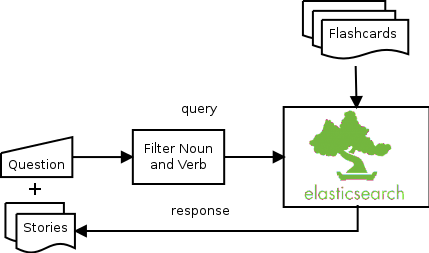 Flashcards
query
Question
Filter Noun
and Verb
elasticsearch
+
Stories
response